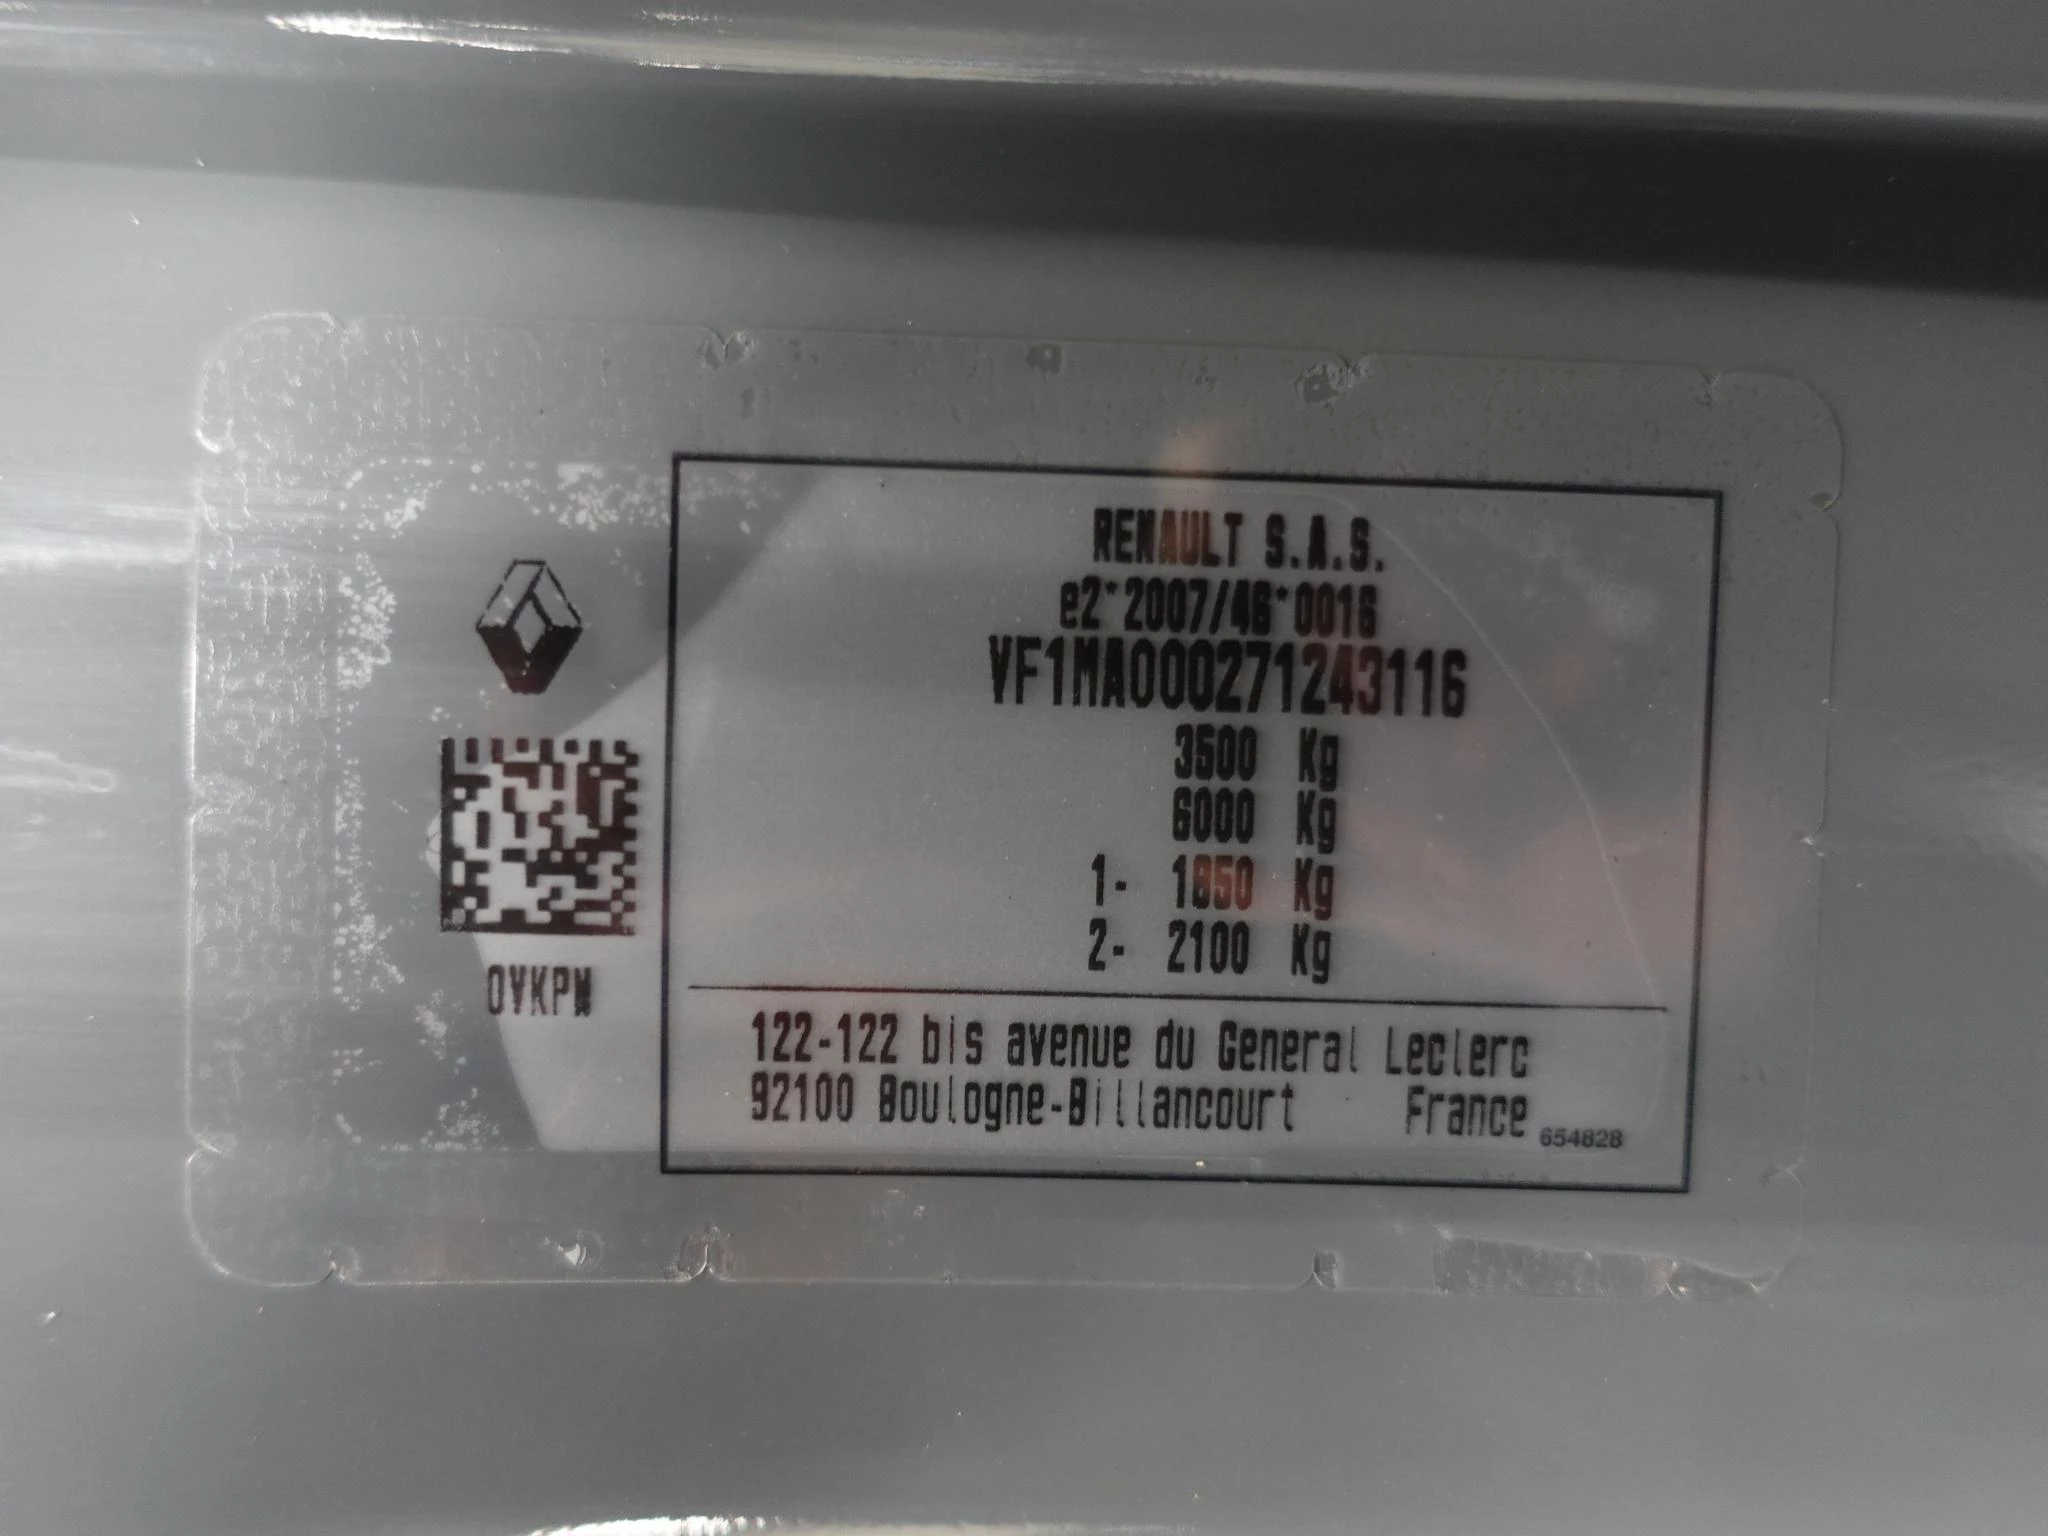 RENAULT S.A.S.
e2*2007/46*0016
VF1MA000271243116
3500 Kg
6000 Kg
1- 1850 Kg
2- 2100 Kg
OVKPW
122-122 bis avenue du General Leclerc
92100 Boulogne-Billancourt France
654828